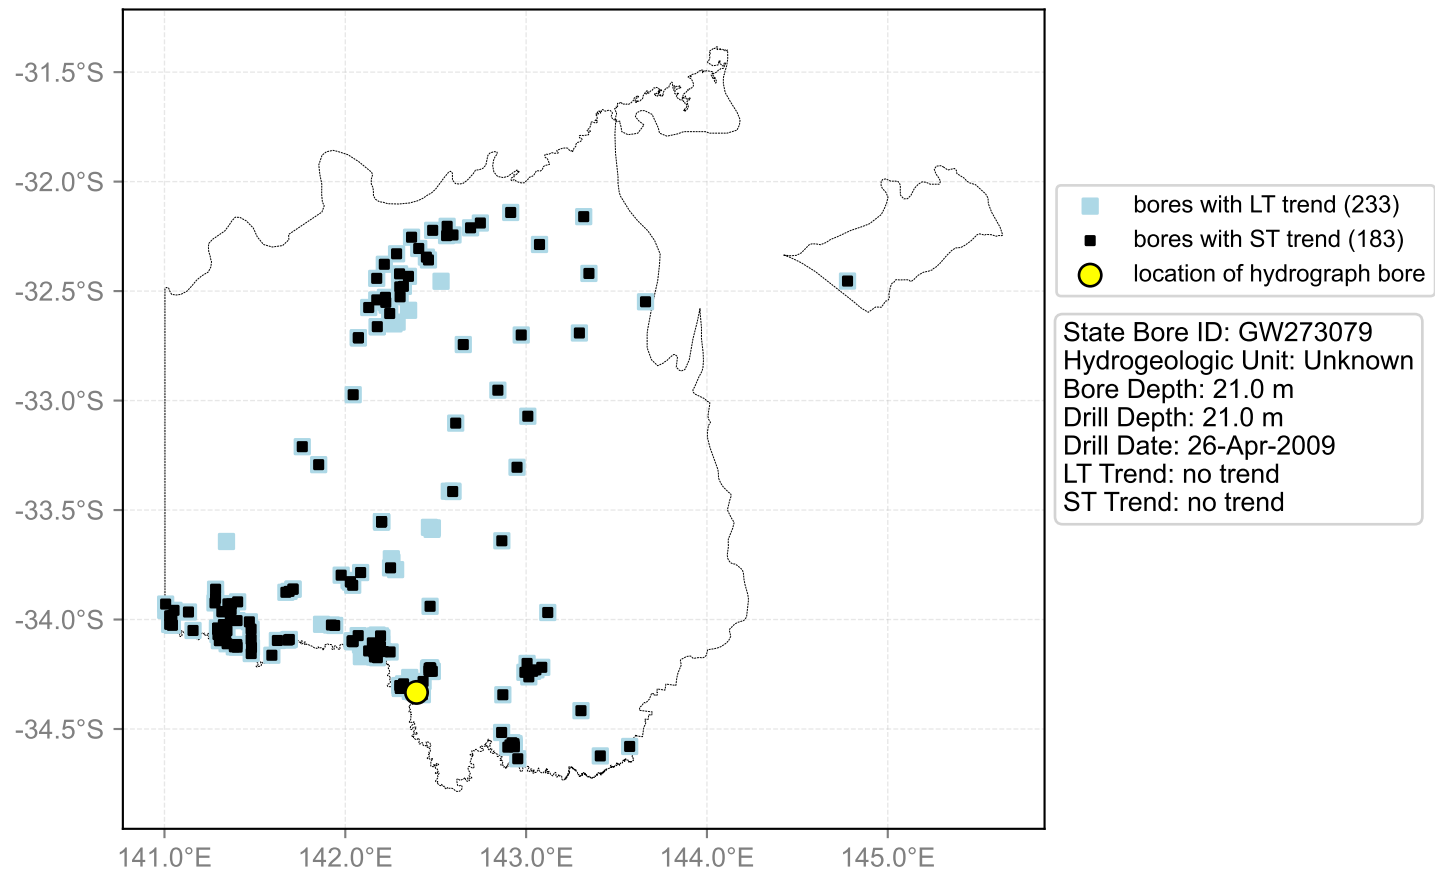 -31.5°S
-32.0°S
-32.5°S
-33.0°S
-33.5°S
-34.0°S
-34.5°S
141.0°E
142.0°E
143.0°E
144.0°E
145.0°E
bores with LT trend (233)
bores with ST trend (183)
location of hydrograph bore
State Bore ID: GW273079
Hydrogeologic Unit: Unknown
Bore Depth: 21.0 m
Drill Depth: 21.0 m
Drill Date: 26-Apr-2009
LT Trend: no trend
ST Trend: no trend